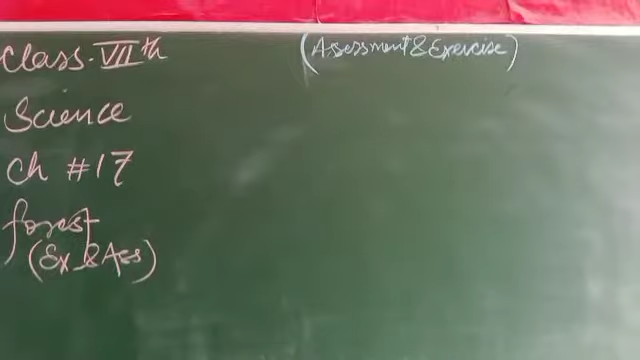 Class. VIIth
(Assessment & Exercise)
Science
Ch #17
forest
(Ex & Ass)